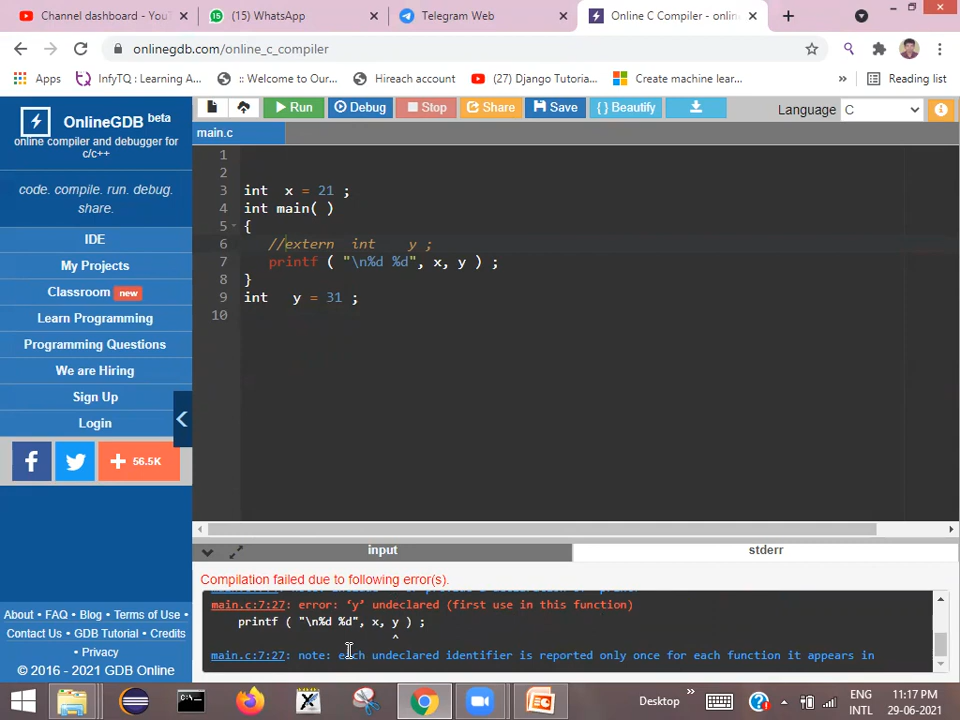 Channel dashboard - You
(15) WhatsApp
Telegram Web
Online C Compiler - onlin
onlinegdb.com/online_c_compiler
Apps
InfyTQ : Learning A...
:: Welcome to Our...
Hireach account
(27) Django Tutoria...
Create machine lear...
»
Reading list
OnlineGDB beta
online compiler and debugger for
c/c++
code. compile. run. debug.
share.
IDE
My Projects
Classroom new
Learn Programming
Programming Questions
We are Hiring
Sign Up
Login
+ 56.5K
About • FAQ • Blog • Terms of Use •
Contact Us • GDB Tutorial • Credits
• Privacy
© 2016 - 2021 GDB Online
Run
Debug
Stop
Share
Save
{ } Beautify
Language C
main.c
1
2
3 int x = 21 ;
4 int main( )
5 {
6 //extern int y ;
7 printf ( "\n%d %d", x, y ) ;
8 }
9 int y = 31 ;
10
input
stderr
Compilation failed due to following error(s).
main.c:7:27: error: ‘y’ undeclared (first use in this function)
printf ( "\n%d %d", x, y ) ;
^
main.c:7:27: note: each undeclared identifier is reported only once for each function it appears in
Desktop
»
ENG
INTL
11:17 PM
29-06-2021